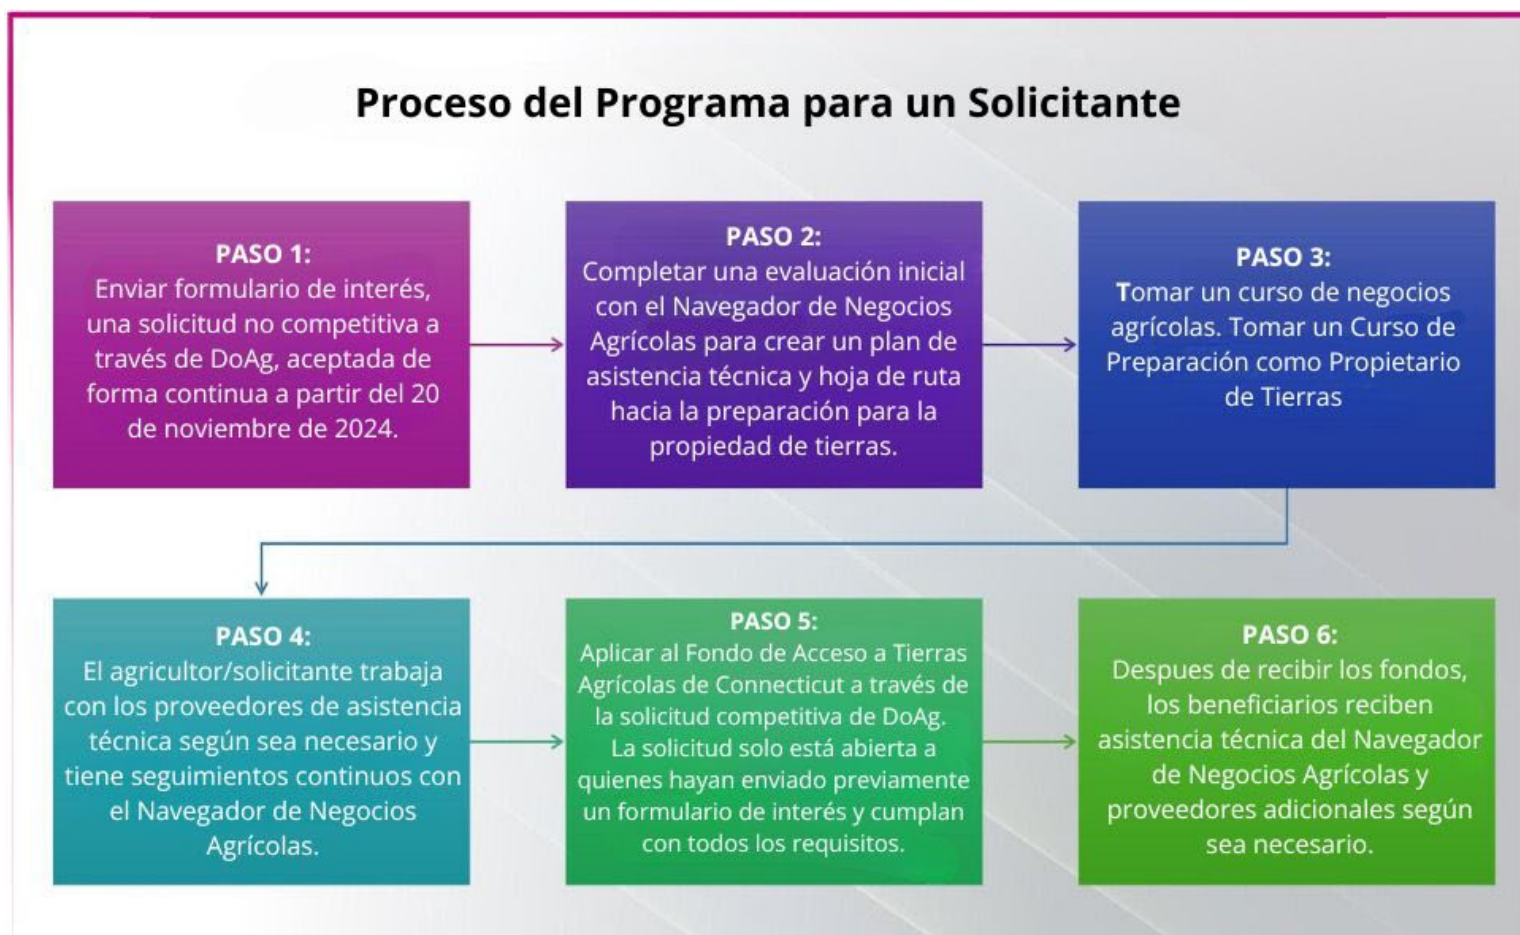 Proceso del Programa para un Solicitante
PASO 1:
Enviar formulario de interés,
una solicitud no competitiva a
través de DoAg, aceptada de
forma continua a partir del 20
de noviembre de 2024.
PASO 2:
Completar una evaluación inicial
con el Navegador de Negocios
Agrícolas para crear un plan de
asistencia técnica y hoja de ruta
hacia la preparación para la
propiedad de tierras.
PASO 3:
Tomar un curso de negocios
agrícolas. Tomar un Curso de
Preparación como Propietario
de Tierras
PASO 4:
El agricultor/solicitante trabaja
con los proveedores de asistencia
técnica según sea necesario y
tiene seguimientos continuos con
el Navegador de Negocios
Agrícolas.
PASO 5:
Aplicar al Fondo de Acceso a Tierras
Agrícolas de Connecticut a través de
la solicitud competitiva de DoAg.
La solicitud solo está abierta a
quienes hayan enviado previamente
un formulario de interés y cumplan
con todos los requisitos.
PASO 6:
Despues de recibir los fondos,
los beneficiarios reciben
asistencia técnica del Navegador
de Negocios Agrícolas y
proveedores adicionales según
sea necesario.